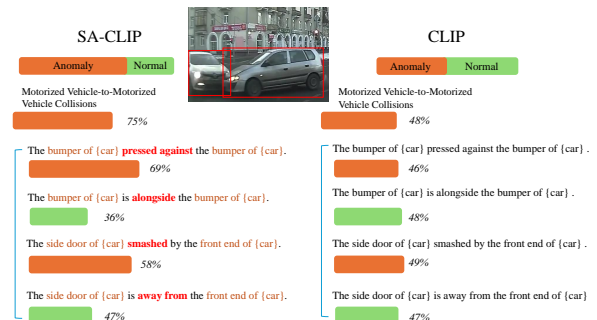 SA-CLIP
CLIP
Anomaly Normal
Anomaly Normal
Motorized Vehicle-to-Motorized
Vehicle Collisions
75%
The bumper of {car} pressed against the bumper of {car}.
69%
The bumper of {car} is alongside the bumper of {car}.
36%
The side door of {car} smashed by the front end of {car}.
58%
The side door of {car} is away from the front end of {car}.
47%
Motorized Vehicle-to-Motorized
Vehicle Collisions
48%
The bumper of {car} pressed against the bumper of {car} .
46%
The bumper of {car} is alongside the bumper of {car} .
48%
The side door of {car} smashed by the front end of {car} .
49%
The side door of {car} is away from the front end of {car}
47%